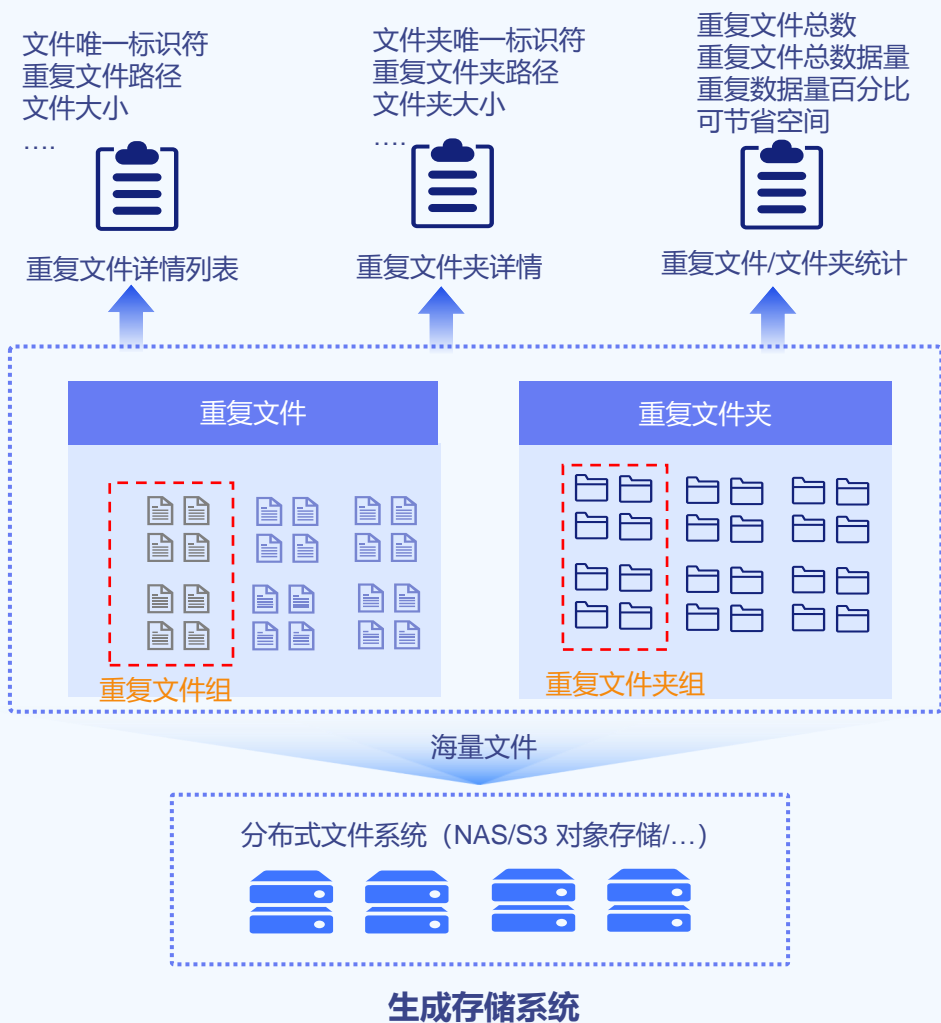 文件唯一标识符
重复文件路径
文件大小
….
文件夹唯一标识符
重复文件夹路径
文件夹大小
….
重复文件总数
重复文件总数据量
重复数据量百分比
可节省空间
重复文件详情列表
重复文件夹详情
重复文件/文件夹统计
重复文件
重复文件夹
重复文件组
重复文件夹组
海量文件
分布式文件系统（NAS/S3 对象存储/…）
生成存储系统